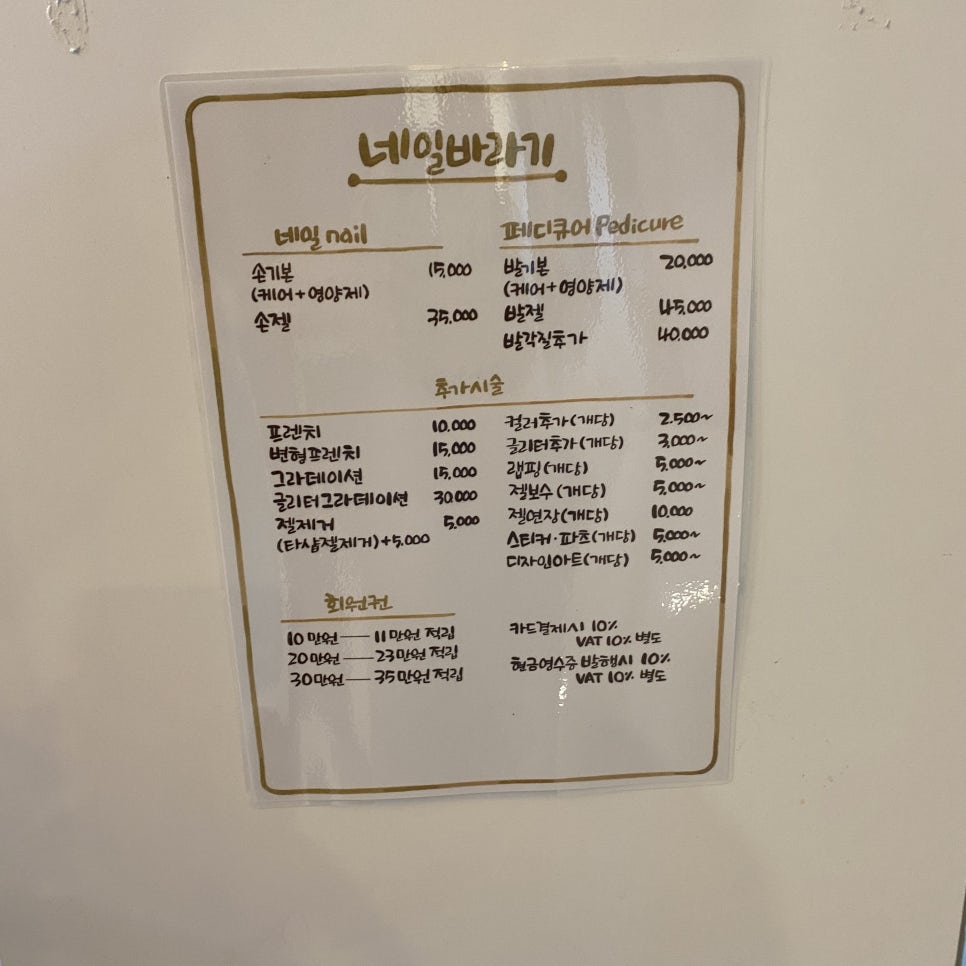 네일바라기
네일 nail
손기본 15,000
(케어+영양제)
손젤 35,000
페디큐어 Pedicure
발기본 20,000
(케어+영양제)
발젤 45,000
발각질추가 40,000
추가시술
프렌치 10,000
변형프렌치 15,000
그라데이션 15,000
글리터그라데이션 30,000
젤제거 5,000
(타샵젤제거)+5,000
컬러추가(개당) 2,500~
글리터추가(개당) 3,000~
랩핑(개당) 5,000~
젤보수(개당) 5,000~
젤연장(개당) 10,000
스티커·파츠(개당) 5,000~
디자인아트(개당) 5,000~
회원권
10만원 — 11만원 적립
20만원 — 23만원 적립
30만원 — 35만원 적립
카드결제시 10%
VAT 10% 별도
현금영수증 발행시 10%
VAT 10% 별도